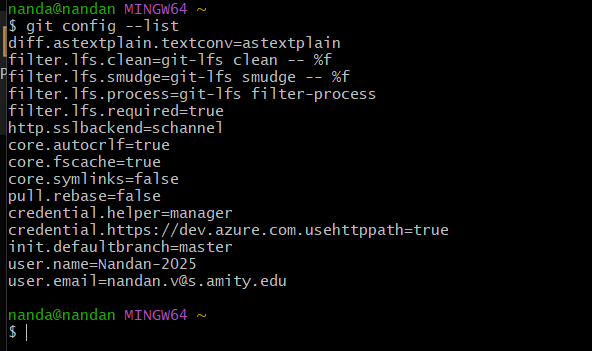 nanda@nandan MINGW64 ~
$ git config --list
diff.astextplain.textconv=astextplain
filter.lfs.clean=git-lfs clean -- %f
filter.lfs.smudge=git-lfs smudge -- %f
filter.lfs.process=git-lfs filter-process
filter.lfs.required=true
http.sslbackend=schannel
core.autocrlf=true
core.fscache=true
core.symlinks=false
pull.rebase=false
credential.helper=manager
credential.https://dev.azure.com.usehttppath=true
init.defaultbranch=master
user.name=Nandan-2025
user.email=nandan.v@s.amity.edu

nanda@nandan MINGW64 ~
$